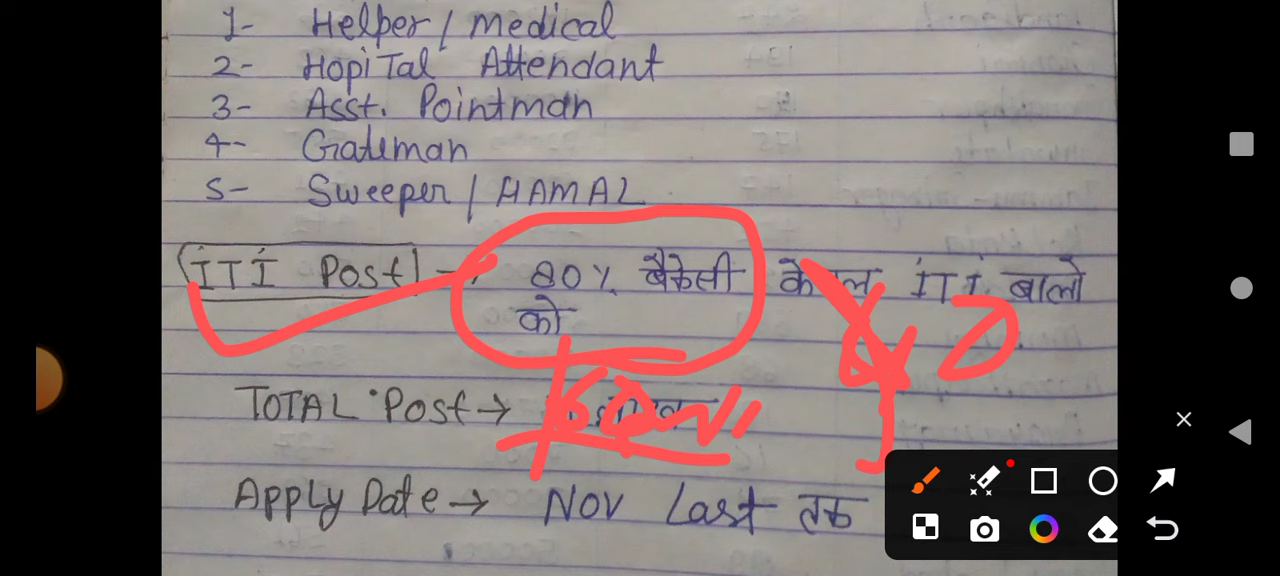 1- Helper / medical
2- HopiTal Attendant
3- Asst. Pointman
4- Gateman
5- Sweeper / HAMAL
ITI Post → 80% बैकेंसी केवल ITI बालो
को
TOTAL Post →
Apply Date → NOV Last तक